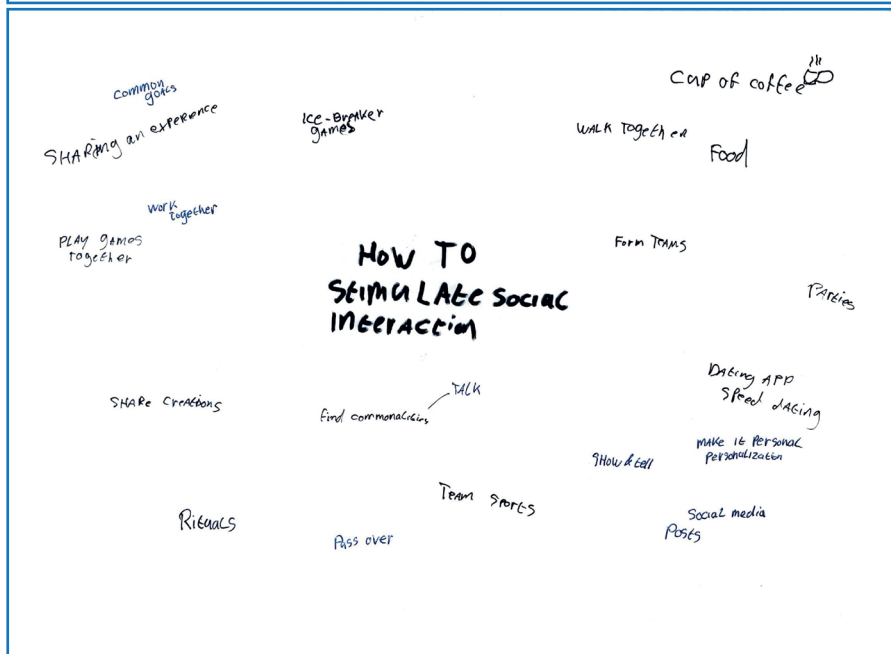 Common
goals
SHARing an experience
Ice-Breaker
games
Cup of coffee
WALK Together
Food
Work
together
PLAY games
together
How TO
StimuLAte Social
Interaction
Form TEAMS
Parties
SHARe Creations
TALK
Find commonalities
Dating APP
Speed dating
Make it Personal
Personalization
Show & tell
Team Sports
Rituals
Pass over
Social media
Posts